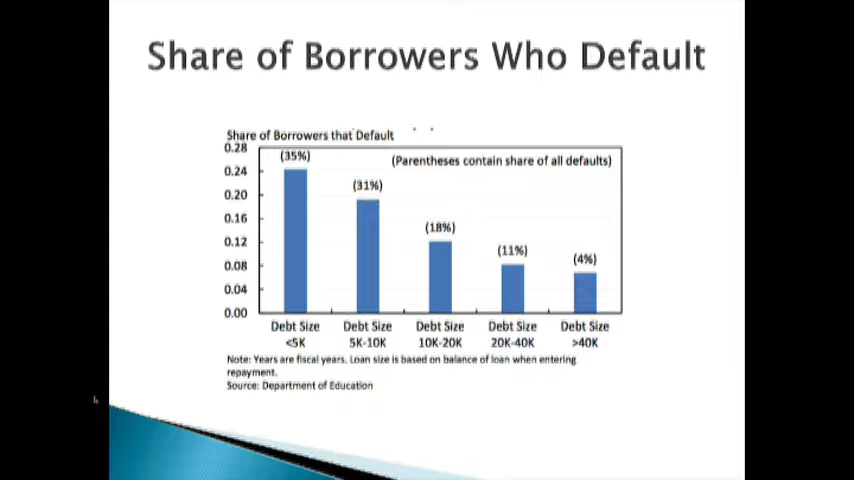 Share of Borrowers Who Default
Share of Borrowers that Default
0.28
(35%)
(Parentheses contain share of all defaults)
0.24
(31%)
0.20
0.16
(18%)
0.12
(11%)
(4%)
0.08
0.04
0.00
Debt Size Debt Size Debt Size Debt Size Debt Size
<5K 5K-10K 10K-20K 20K-40K >40K
Note: Years are fiscal years. Loan size is based on balance of loan when entering
repayment.
Source: Department of Education